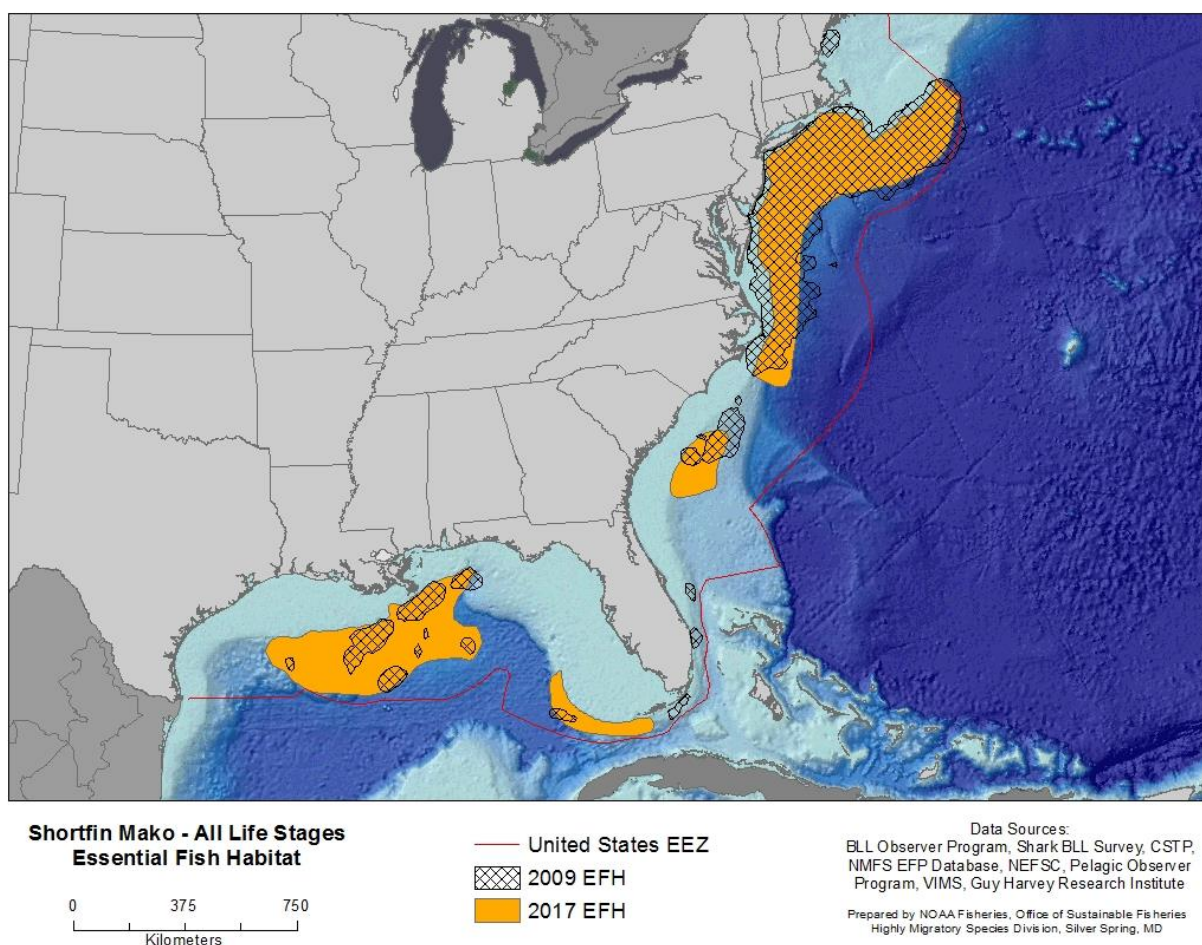 Shortfin Mako - All Life Stages
Essential Fish Habitat
0 375 750
Kilometers
United States EEZ
2009 EFH
2017 EFH
Data Sources:
BLL Observer Program, Shark BLL Survey, CSTP,
NMFS EFP Database, NEFSC, Pelagic Observer
Program, VIMS, Guy Harvey Research Institute
Prepared by NOAA Fisheries, Office of Sustainable Fisheries
Highly Migratory Species Division, Silver Spring, MD